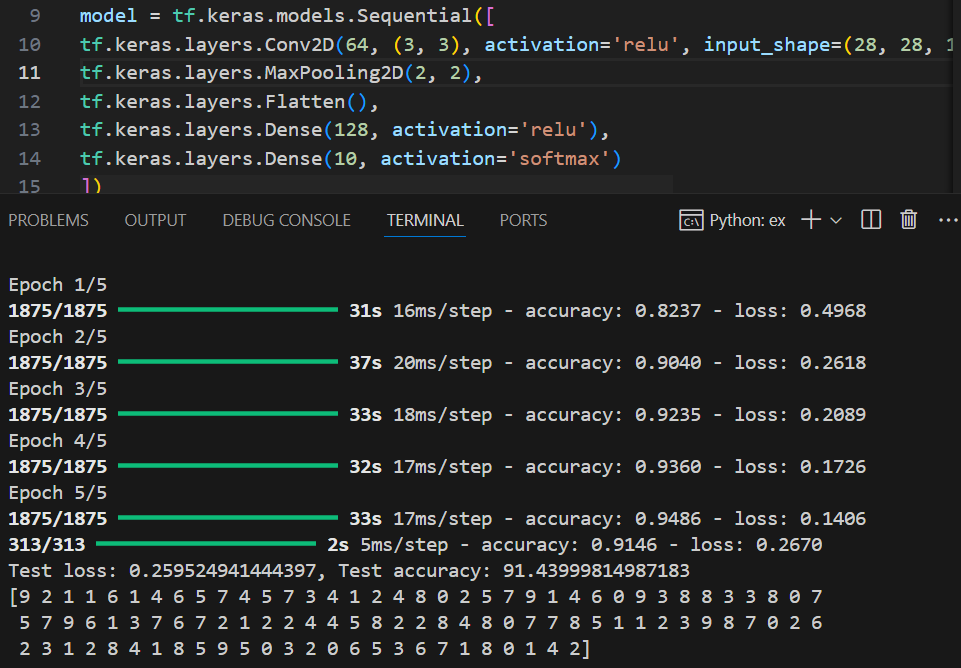 9 model = tf.keras.models.Sequential([
10 tf.keras.layers.Conv2D(64, (3, 3), activation='relu', input_shape=(28, 28, 1
11 tf.keras.layers.MaxPooling2D(2, 2),
12 tf.keras.layers.Flatten(),
13 tf.keras.layers.Dense(128, activation='relu'),
14 tf.keras.layers.Dense(10, activation='softmax')
15 ])
PROBLEMS OUTPUT DEBUG CONSOLE TERMINAL PORTS Python: ex
Epoch 1/5
1875/1875 31s 16ms/step - accuracy: 0.8237 - loss: 0.4968
Epoch 2/5
1875/1875 37s 20ms/step - accuracy: 0.9040 - loss: 0.2618
Epoch 3/5
1875/1875 33s 18ms/step - accuracy: 0.9235 - loss: 0.2089
Epoch 4/5
1875/1875 32s 17ms/step - accuracy: 0.9360 - loss: 0.1726
Epoch 5/5
1875/1875 33s 17ms/step - accuracy: 0.9486 - loss: 0.1406
313/313 2s 5ms/step - accuracy: 0.9146 - loss: 0.2670
Test loss: 0.259524941444397, Test accuracy: 91.43999814987183
[9 2 1 1 6 1 4 6 5 7 4 5 7 3 4 1 2 4 8 0 2 5 7 9 1 4 6 0 9 3 8 8 3 3 8 0 7
5 7 9 6 1 3 7 6 7 2 1 2 2 4 4 5 8 2 2 8 4 8 0 7 7 8 5 1 1 2 3 9 8 7 0 2 6
2 3 1 2 8 4 1 8 5 9 5 0 3 2 0 6 5 3 6 7 1 8 0 1 4 2]